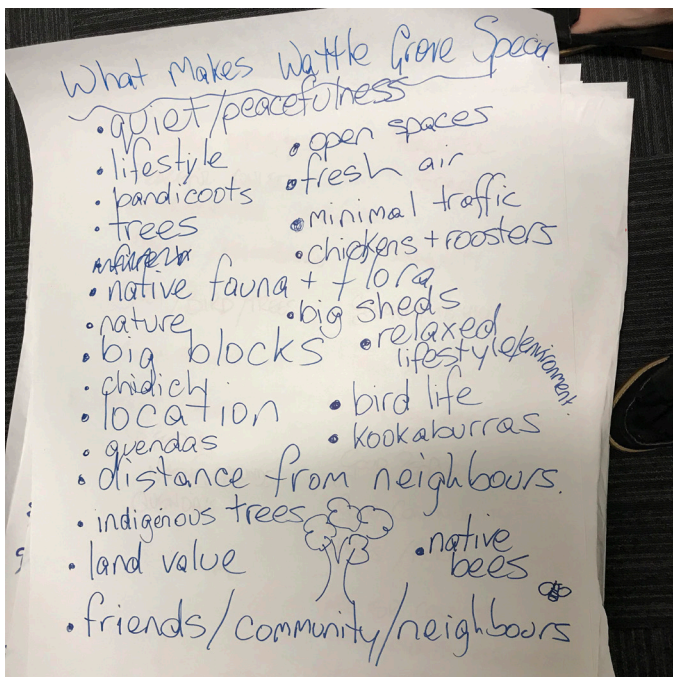 What Makes Wattle Grove Specia
• quiet/peacefulness
• lifestyle
• open spaces
• bandicoots
• fresh air
• trees
• minimal traffic
• chickens + roosters
• native fauna + flora
• nature
• big sheds
• big blocks
• relaxed
lifestyle/environment.
• chidich
• location
• bird life
• quendas
• kookaburras
• distance from neighbours.
• indigenous trees
• land value
• native
bees
• friends/community/neighbours